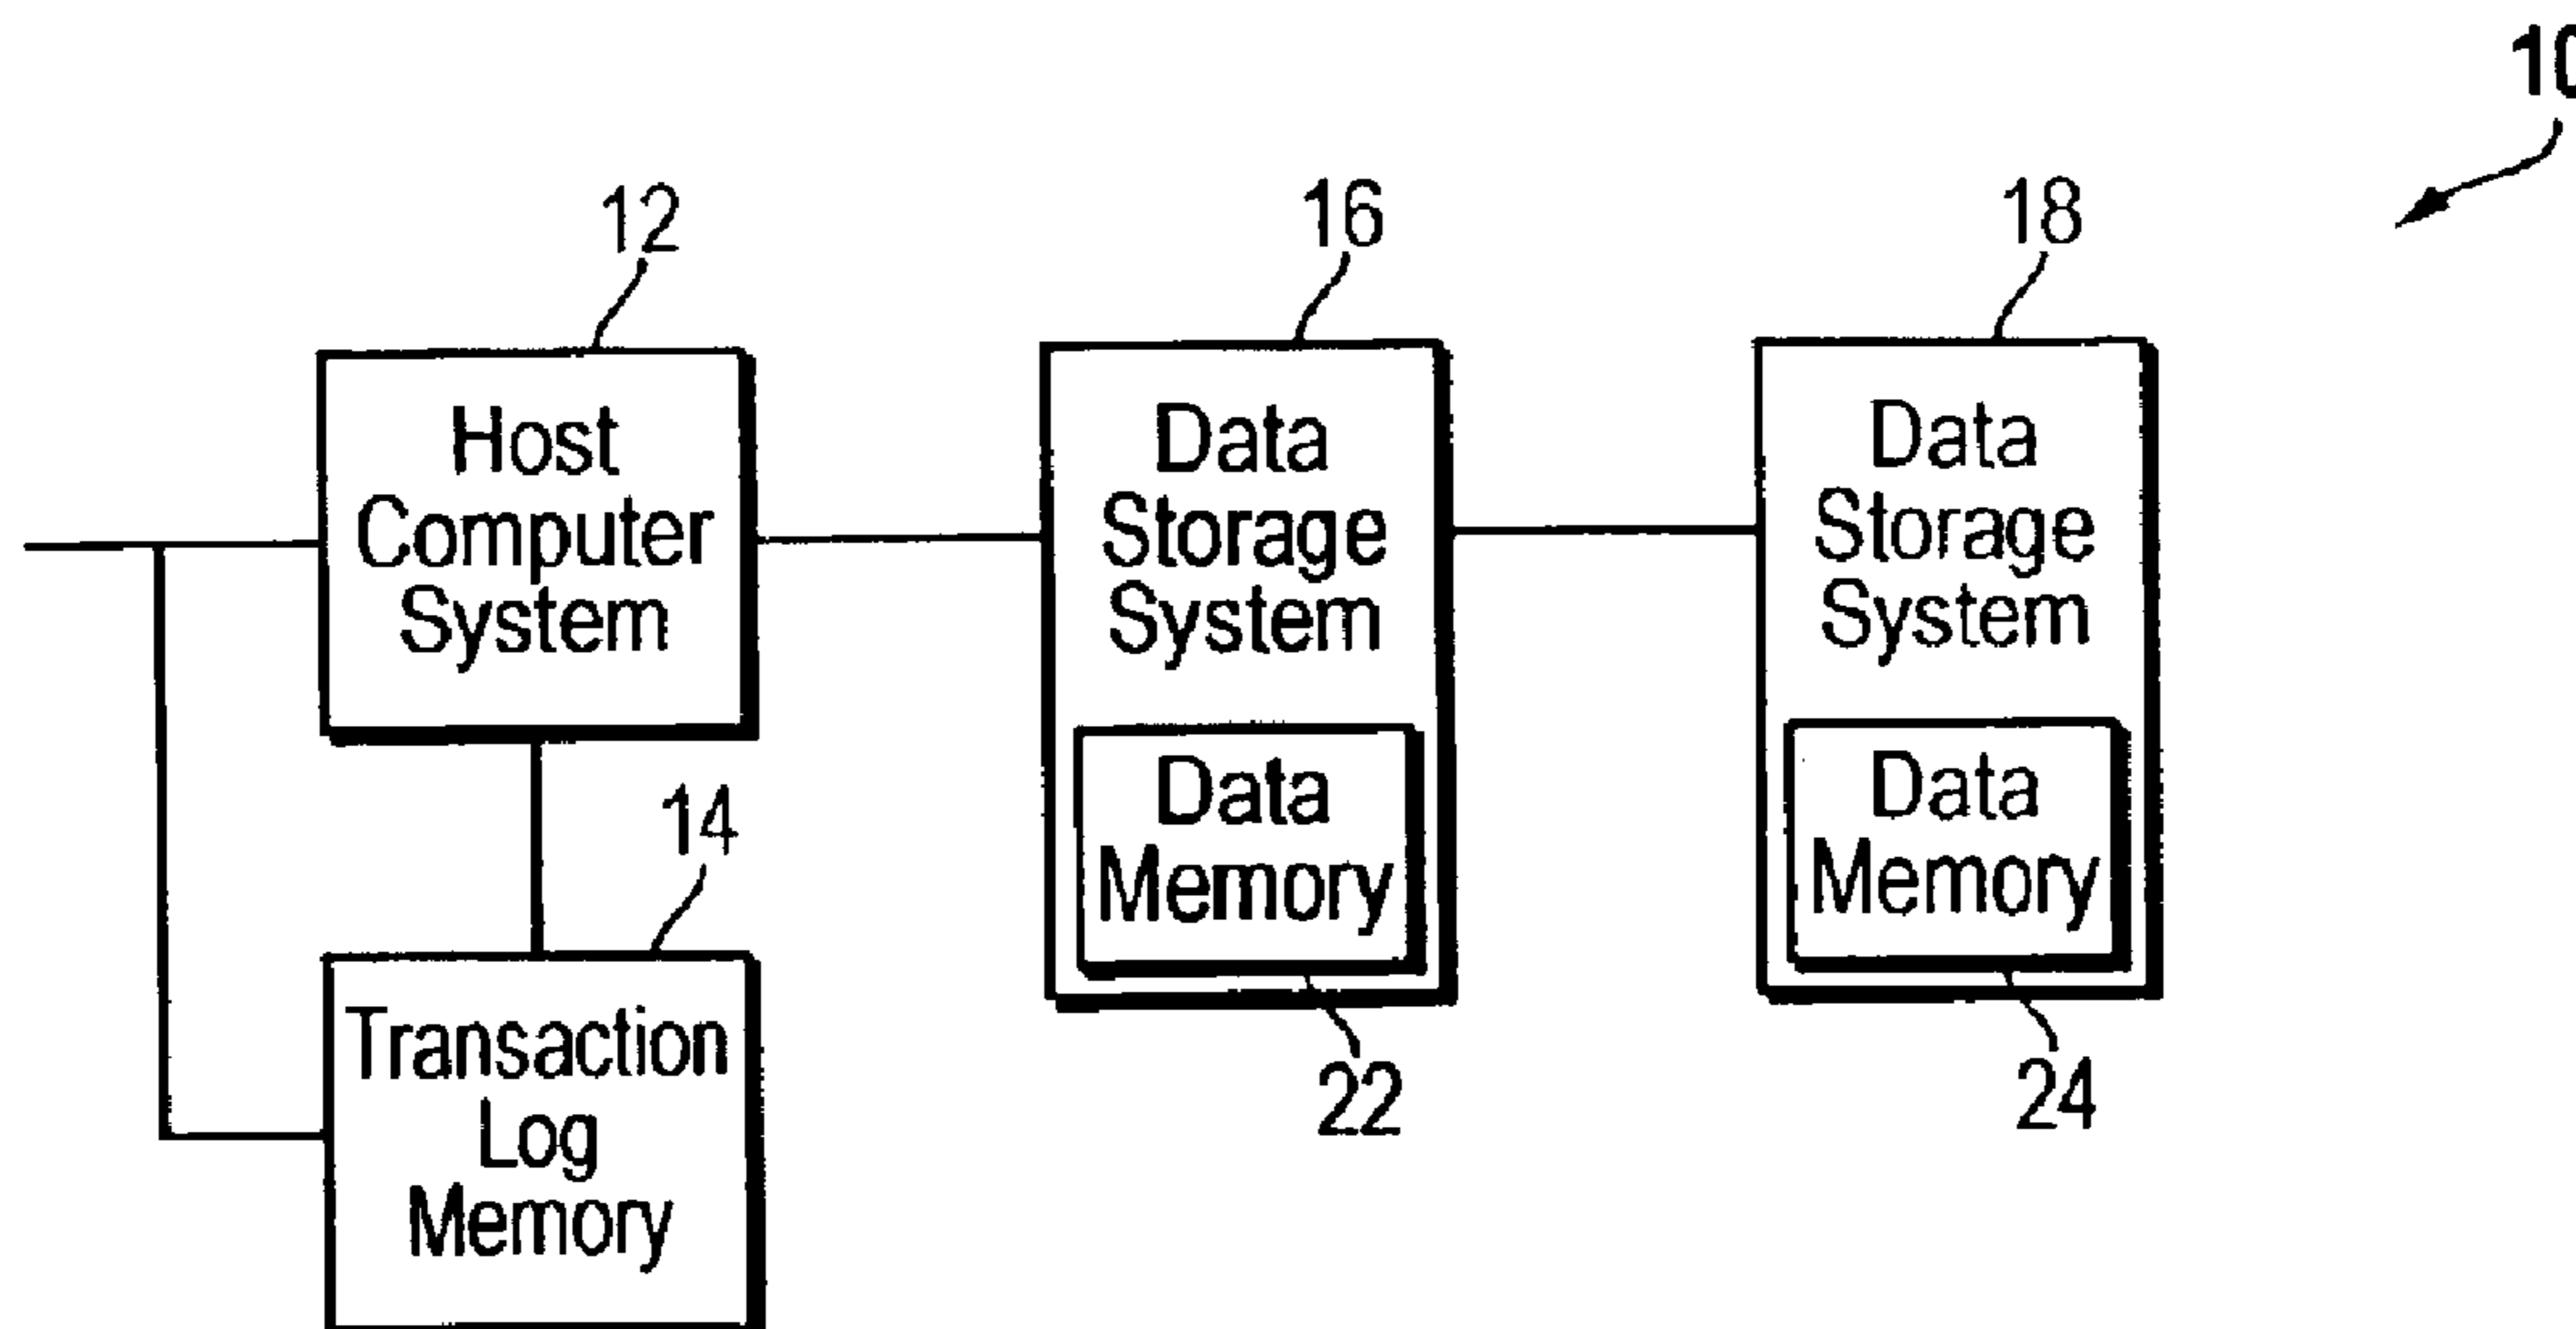 10
12
16
18
Host
Computer
System
Data
Storage
System
Data
Storage
System
14
Data
Memory
Data
Memory
Transaction
Log
Memory
22
24